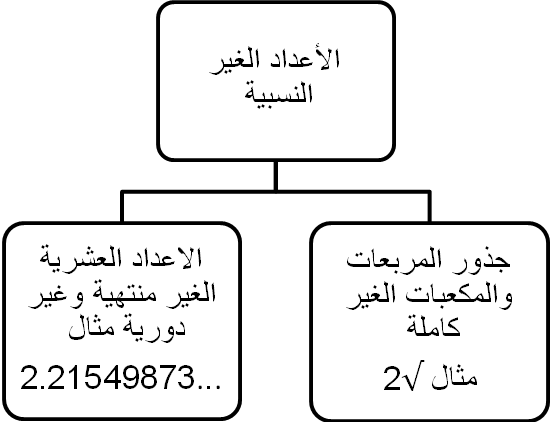 الأعداد الغير
النسبية
جذور المربعات
والمكعبات الغير
كاملة
مثال √2
الاعداد العشرية
الغير منتهية وغير
دورية مثال
2.21549873...